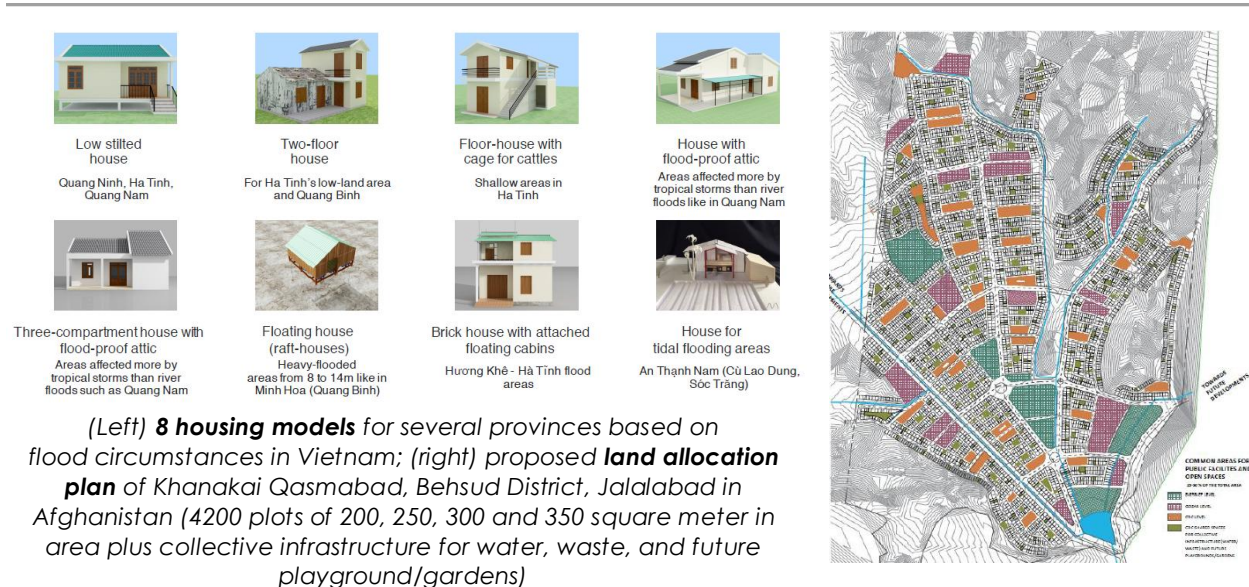 Low stilted
house
Quang Ninh, Ha Tinh,
Quang Nam
Two-floor
house
For Ha Tinh's low-land area
and Quang Binh
Floor-house with
cage for cattles
Shallow areas in
Ha Tinh
House with
flood-proof attic
Areas affected more by
tropical storms than river
floods like in Quang Nam
Three-compartment house with
flood-proof attic
Areas affected more by
tropical storms than river
floods such as Quang Nam
Floating house
(raft-houses)
Heavy-flooded
areas from 8 to 14m like in
Minh Hoa (Quang Binh)
Brick house with attached
floating cabins
Hương Khê - Hà Tĩnh flood
areas
House for
tidal flooding areas
An Thạnh Nam (Cù Lao Dung,
Sóc Trăng)
(Left) 8 housing models for several provinces based on
flood circumstances in Vietnam; (right) proposed land allocation
plan of Khanakai Qasmabad, Behsud District, Jalalabad in
Afghanistan (4200 plots of 200, 250, 300 and 350 square meter in
area plus collective infrastructure for water, waste, and future
playground/gardens)
TOWARDS
FUTURE
DEVELOPMENTS
COMMON AREAS FOR
PUBLIC FACILITES AND
OPEN SPACES